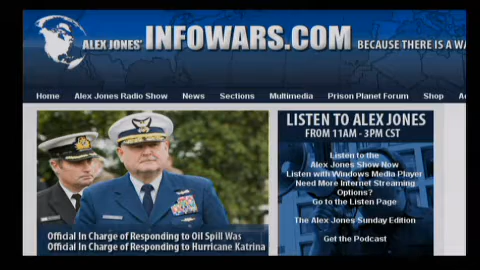 ALEX JONES' INFOWARS.COM BECAUSE THERE IS A
Home Alex Jones Radio Show News Sections Multimedia Prison Planet Forum Shop
LISTEN TO ALEX JONES
FROM 11AM - 3PM CST
Listen to the
Alex Jones Show Now
Listen with Windows Media Player
Need More Internet Streaming
Options?
Go to the Listen Page
The Alex Jones Sunday Edition
Get the Podcast
Official In Charge of Responding to Oil Spill Was
Official In Charge of Responding to Hurricane Katrina